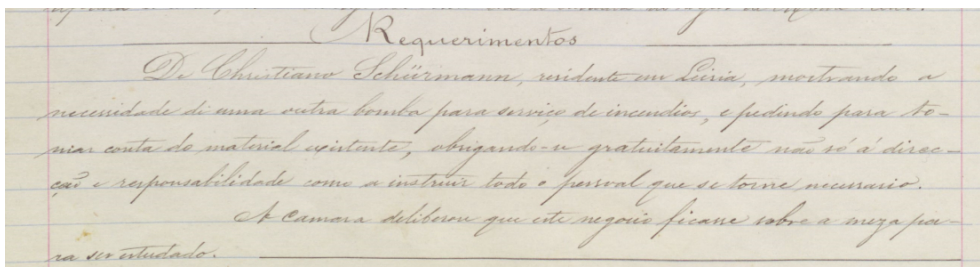 Requerimentos
De Christiano Schürmann, residente em Leiria, mostrando a
necessidade de uma outra bomba para serviço de incendios, e pedindo para to-
mar conta do material existente, obrigando-se gratuitamente não só á direc-
ção e responsabilidade como a instruir todo o pessoal que se torne necessario.
A camara deliberou que este negocio ficasse sobre a meza pa-
ra ser estudado.